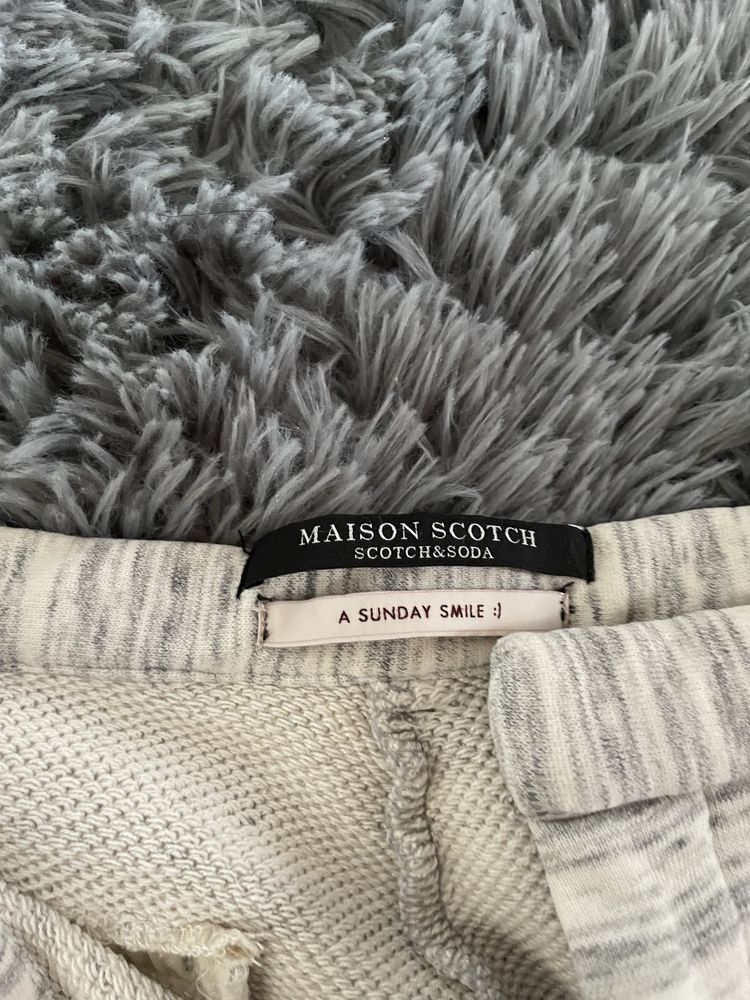 MAISON SCOTCH
SCOTCH&SODA
A SUNDAY SMILE :)